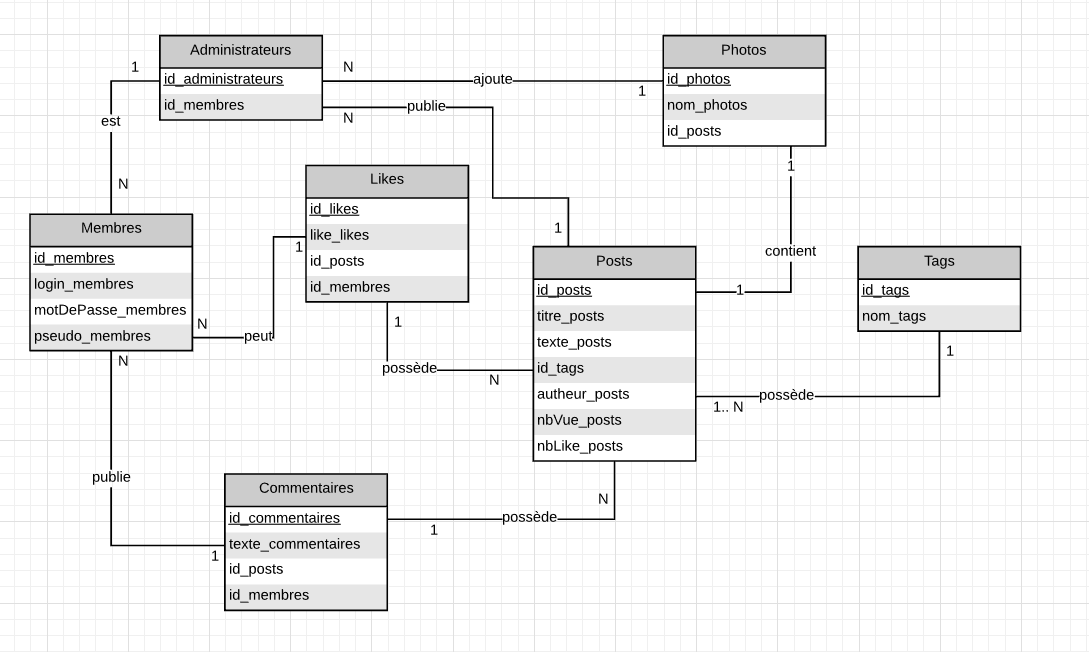 Administrateurs
id_administrateurs
id_membres
Photos
id_photos
nom_photos
id_posts
1
N
ajoute
1
publie
N
est
N
1
contient
1
Likes
id_likes
like_likes
id_posts
id_membres
1
1
Membres
id_membres
login_membres
motDePasse_membres
pseudo_membres
N
peut
N
1
possède
N
Posts
id_posts
titre_posts
texte_posts
id_tags
autheur_posts
nbVue_posts
nbLike_posts
Tags
id_tags
nom_tags
1
possède
1.. N
N
publie
1
Commentaires
id_commentaires
texte_commentaires
id_posts
id_membres
possède
1